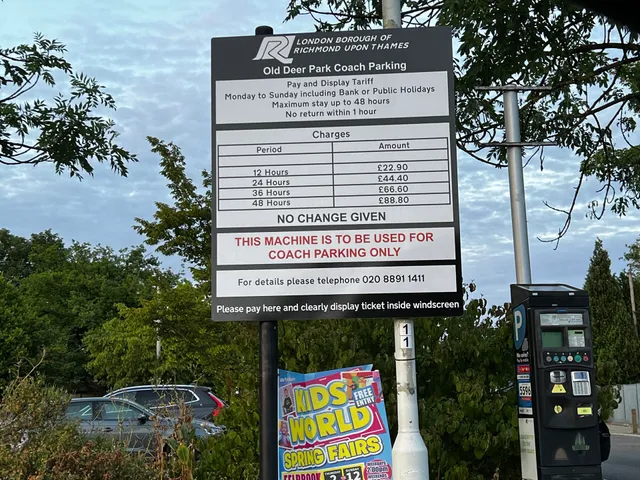 LONDON BOROUGH OF
RICHMOND UPON THAMES
Old Deer Park Coach Parking
Pay and Display Tariff
Monday to Sunday including Bank or Public Holidays
Maximum stay up to 48 hours
No return within 1 hour
Charges
Period Amount
12 Hours £22.90
24 Hours £44.40
36 Hours £66.60
48 Hours £88.80
NO CHANGE GIVEN
THIS MACHINE IS TO BE USED FOR
COACH PARKING ONLY
For details please telephone 020 8891 1411
Please pay here and clearly display ticket inside windscreen
11
P
KIDS
WORLD
FREE
ENTRY
SPRING FAIRS